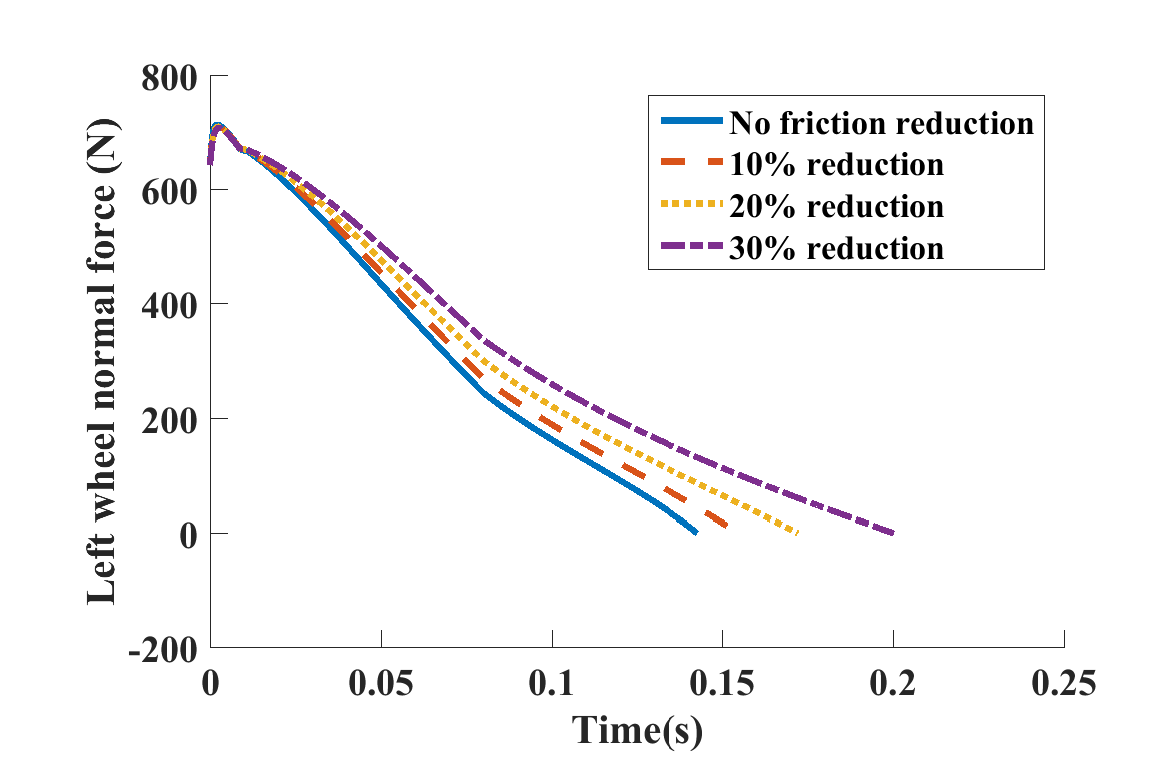 800
600
400
200
0
-200
0 0.05 0.1 0.15 0.2 0.25
Left wheel normal force (N)
Time(s)
No friction reduction
10% reduction
20% reduction
30% reduction